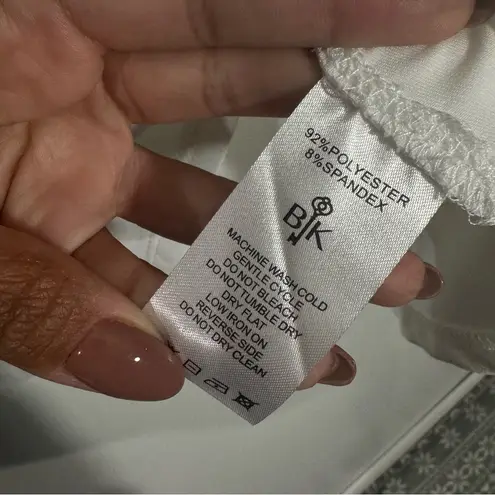 92%POLYESTER
8%SPANDEX
B K
MACHINE WASH COLD
GENTLE CYCLE
DO NOT BLEACH
DO NOT TUMBLE DRY
DRY, FLAT
LOW IRON ON
REVERSE SIDE
DO NOT DRY CLEAN